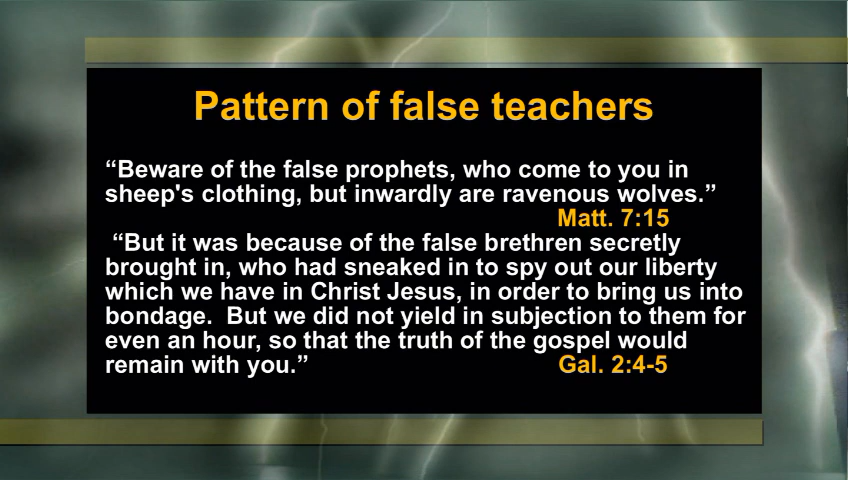 Pattern of false teachers
“Beware of the false prophets, who come to you in
sheep's clothing, but inwardly are ravenous wolves.”
Matt. 7:15
“But it was because of the false brethren secretly
brought in, who had sneaked in to spy out our liberty
which we have in Christ Jesus, in order to bring us into
bondage.  But we did not yield in subjection to them for
even an hour, so that the truth of the gospel would
remain with you.” Gal. 2:4-5